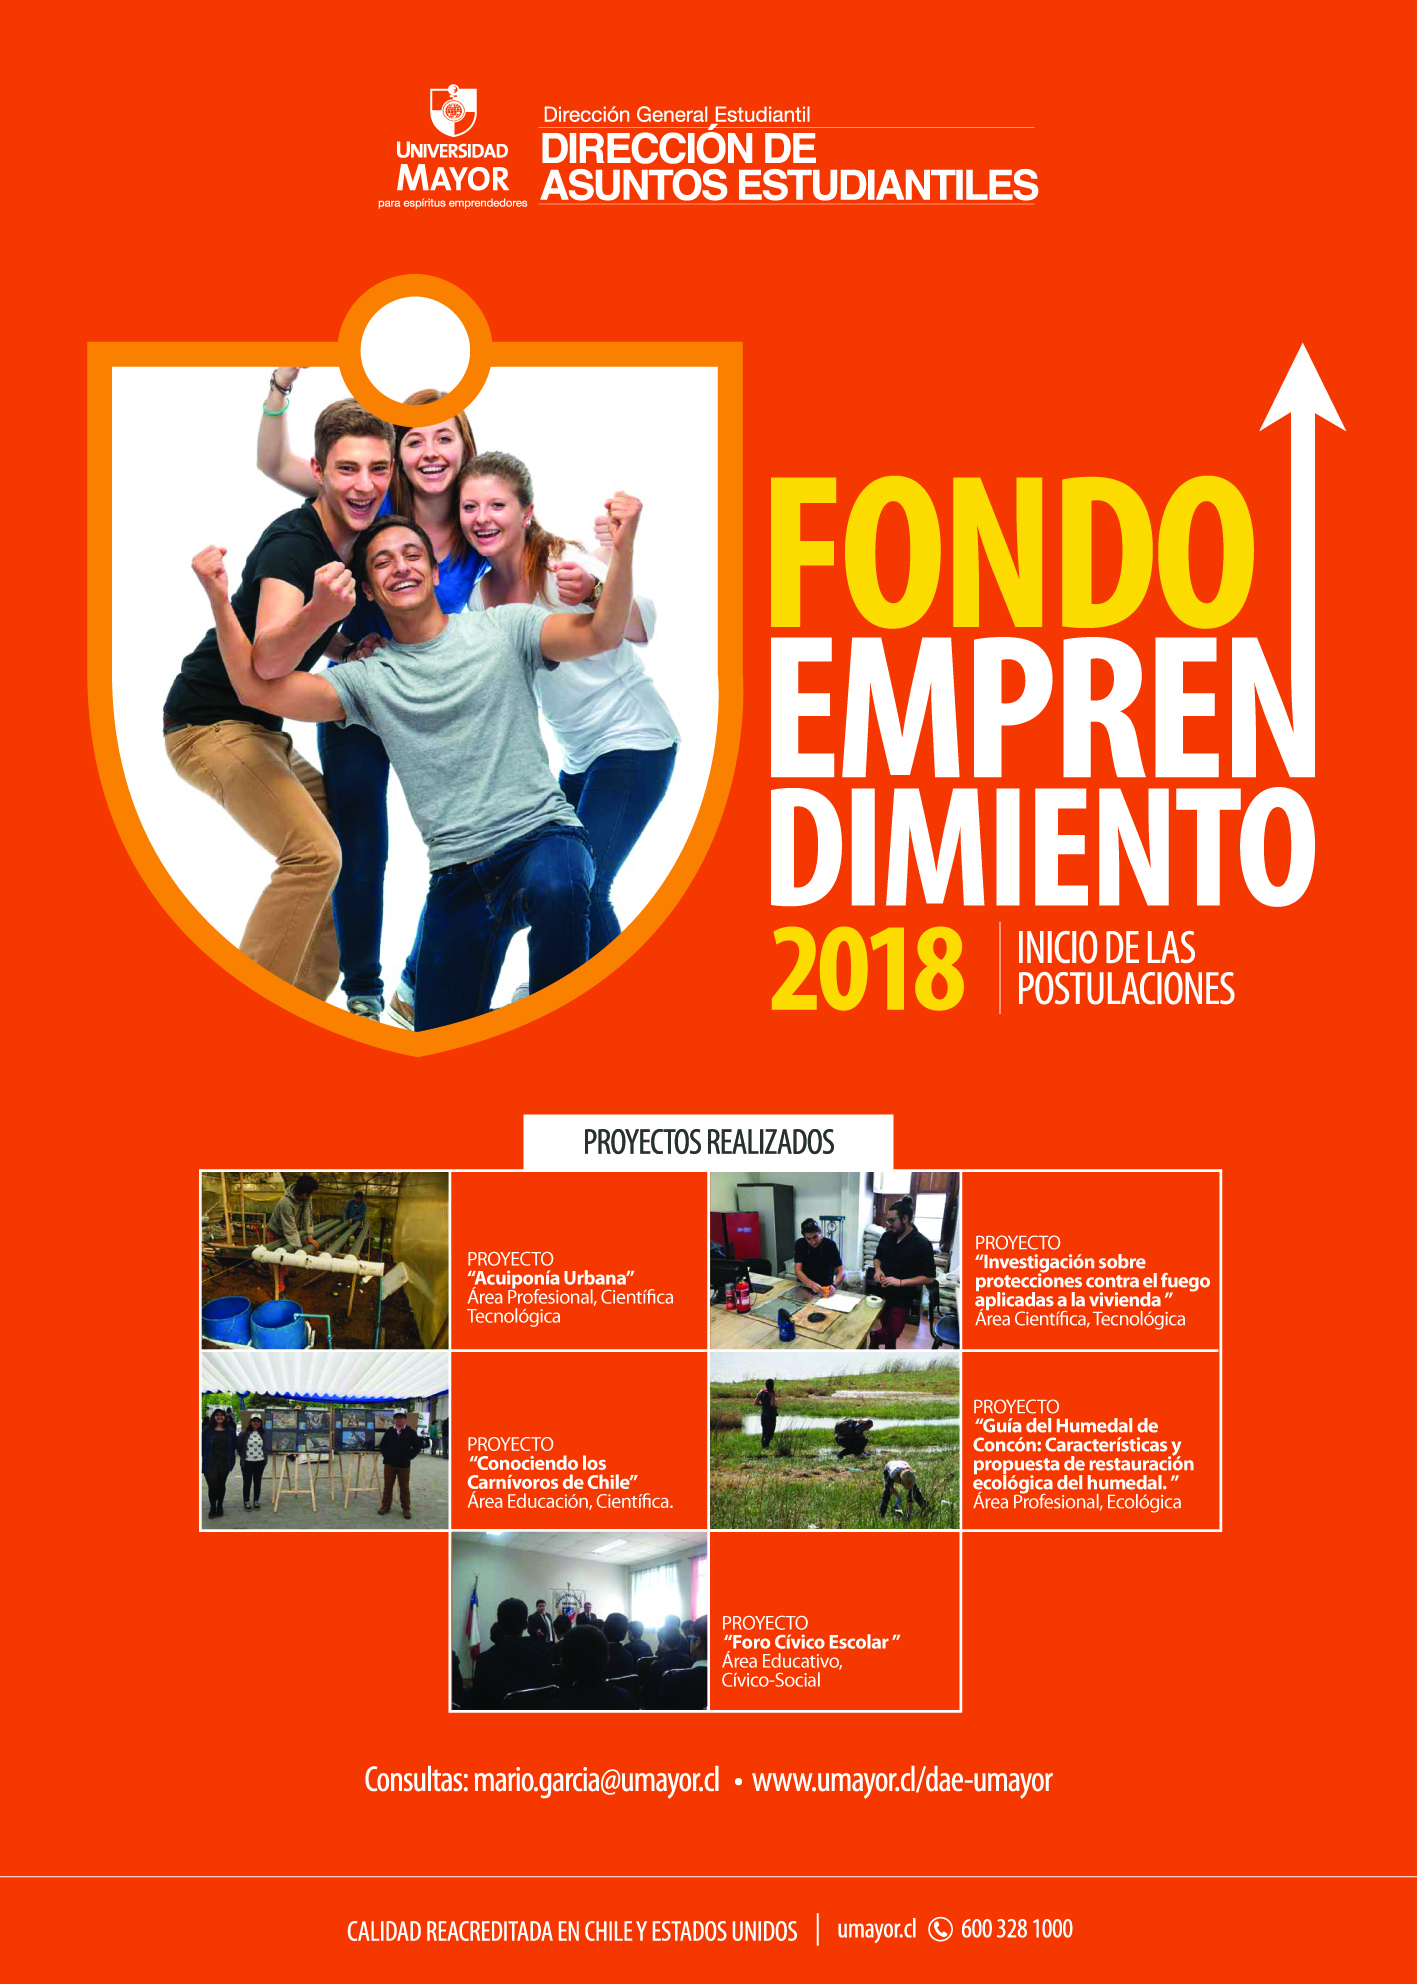 UNIVERSIDAD
MAYOR
para espíritus emprendedores
Dirección General Estudiantil
DIRECCIÓN DE
ASUNTOS ESTUDIANTILES
FONDO
EMPREN
DIMIENTO
2018
INICIO DE LAS
POSTULACIONES
PROYECTOS REALIZADOS
PROYECTO
“Acuiponía Urbana”
Área Profesional, Científica
Tecnológica
PROYECTO
“Investigación sobre
protecciones contra el fuego
aplicadas a la vivienda ”
Área Científica, Tecnológica
PROYECTO
“Conociendo los
Carnívoros de Chile”
Área Educación, Científica.
PROYECTO
“Guía del Humedal de
Concón: Características y
propuesta de restauración
ecológica del humedal. ”
Área Profesional, Ecológica
PROYECTO
“Foro Cívico Escolar ”
Área Educativo,
Cívico-Social
Consultas: mario.garcia@umayor.cl • www.umayor.cl/dae-umayor
CALIDAD REACREDITADA EN CHILE Y ESTADOS UNIDOS | umayor.cl 600 328 1000